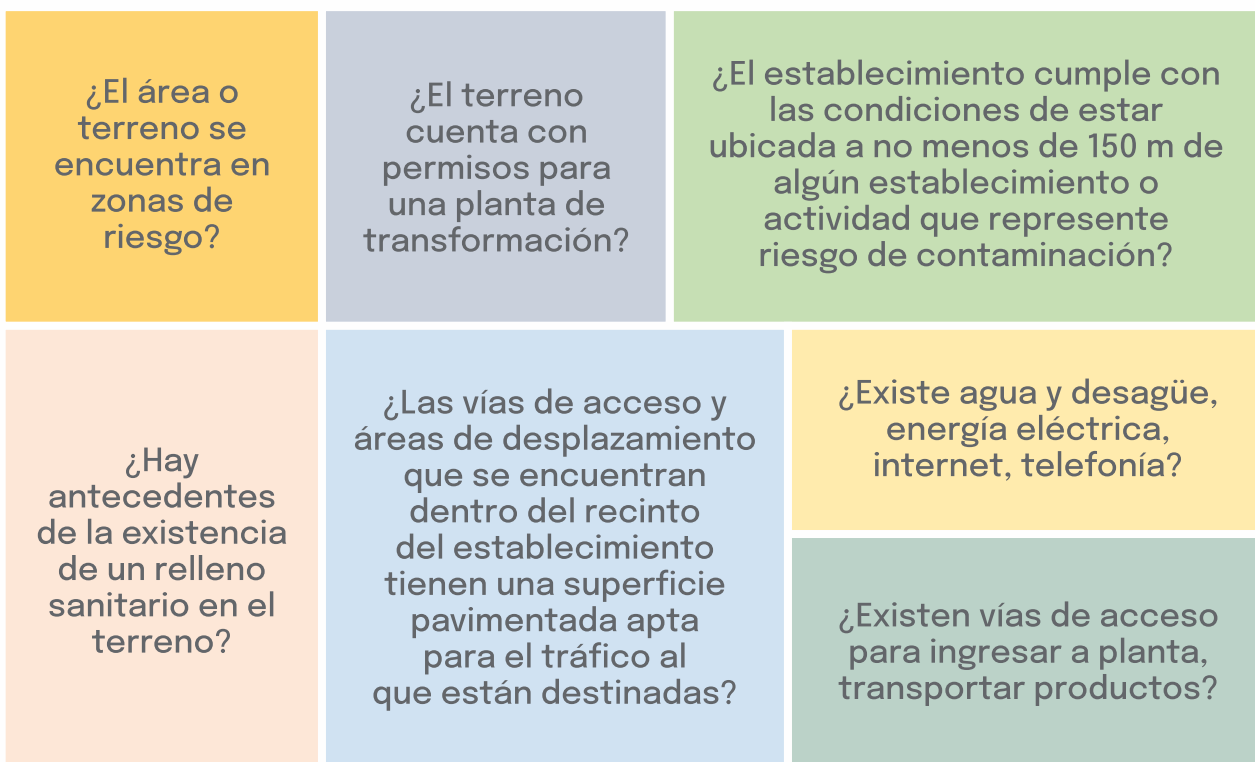 ¿El área o
terreno se
encuentra en
zonas de
riesgo?
¿El terreno
cuenta con
permisos para
una planta de
transformación?
¿El establecimiento cumple con
las condiciones de estar
ubicada a no menos de 150 m de
algún establecimiento o
actividad que represente
riesgo de contaminación?
¿Hay
antecedentes
de la existencia
de un relleno
sanitario en el
terreno?
¿Las vías de acceso y
áreas de desplazamiento
que se encuentran
dentro del recinto
del establecimiento
tienen una superficie
pavimentada apta
para el tráfico al
que están destinadas?
¿Existe agua y desagüe,
energía eléctrica,
internet, telefonía?
¿Existen vías de acceso
para ingresar a planta,
transportar productos?